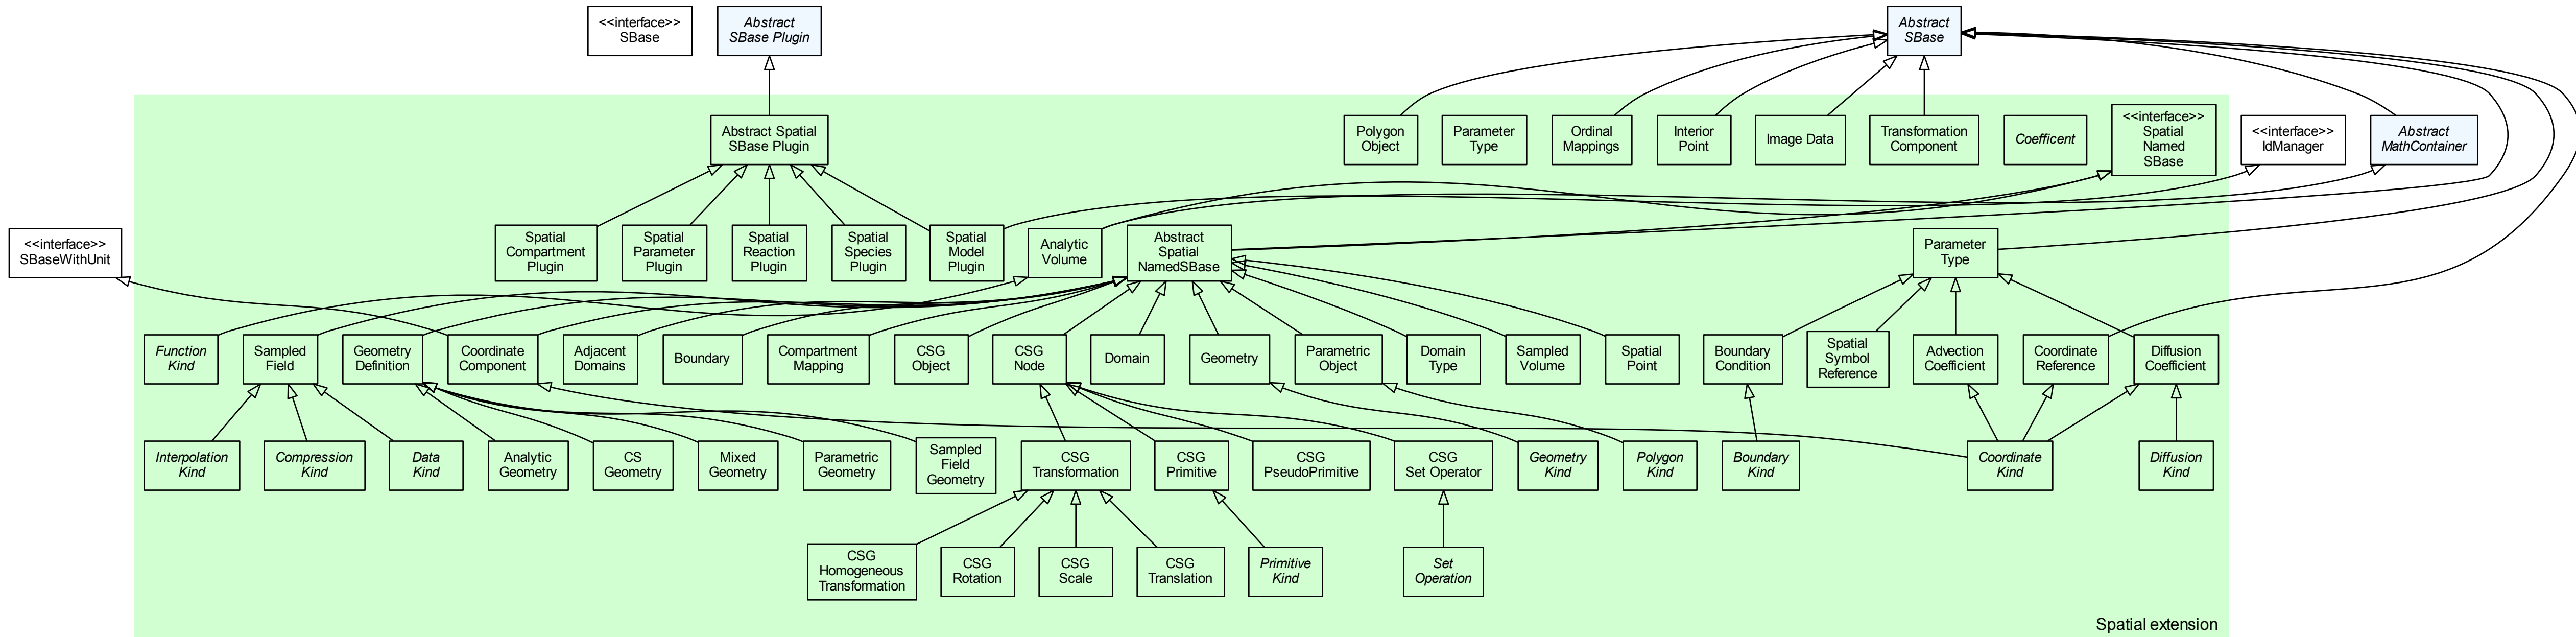 <<interface>>
SBase
Abstract
SBase Plugin
Abstract
SBase
Abstract Spatial
SBase Plugin
Polygon
Object
Parameter
Type
Ordinal
Mappings
Interior
Point
Image Data
Transformation
Component
Coefficent
<<interface>>
Spatial
Named
SBase
<<interface>>
IdManager
Abstract
MathContainer
<<interface>>
SBaseWithUnit
Spatial
Compartment
Plugin
Spatial
Parameter
Plugin
Spatial
Reaction
Plugin
Spatial
Species
Plugin
Spatial
Model
Plugin
Analytic
Volume
Abstract
Spatial
NamedSBase
Parameter
Type
Function
Kind
Sampled
Field
Geometry
Definition
Coordinate
Component
Adjacent
Domains
Boundary
Compartment
Mapping
CSG
Object
CSG
Node
Domain
Geometry
Parametric
Object
Domain
Type
Sampled
Volume
Spatial
Point
Boundary
Condition
Spatial
Symbol
Reference
Advection
Coefficient
Coordinate
Reference
Diffusion
Coefficient
Interpolation
Kind
Compression
Kind
Data
Kind
Analytic
Geometry
CS
Geometry
Mixed
Geometry
Parametric
Geometry
Sampled
Field
Geometry
CSG
Transformation
CSG
Primitive
CSG
PseudoPrimitive
CSG
Set Operator
Geometry
Kind
Polygon
Kind
Boundary
Kind
Coordinate
Kind
Diffusion
Kind
CSG
Homogeneous
Transformation
CSG
Rotation
CSG
Scale
CSG
Translation
Primitive
Kind
Set
Operation
Spatial extension